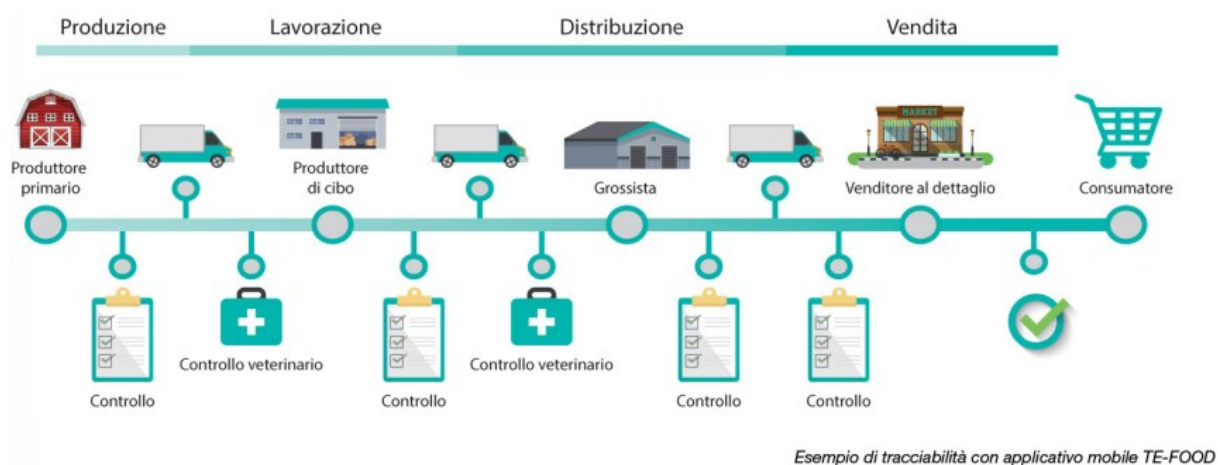 Produzione
Lavorazione
Distribuzione
Vendita
Produttore
primario
Produttore
di cibo
Grossista
MARKET
Venditore al dettaglio
Consumatore
Controllo
Controllo veterinario
Controllo
Controllo veterinario
Controllo
Controllo
Esempio di tracciabilità con applicativo mobile TE-FOOD